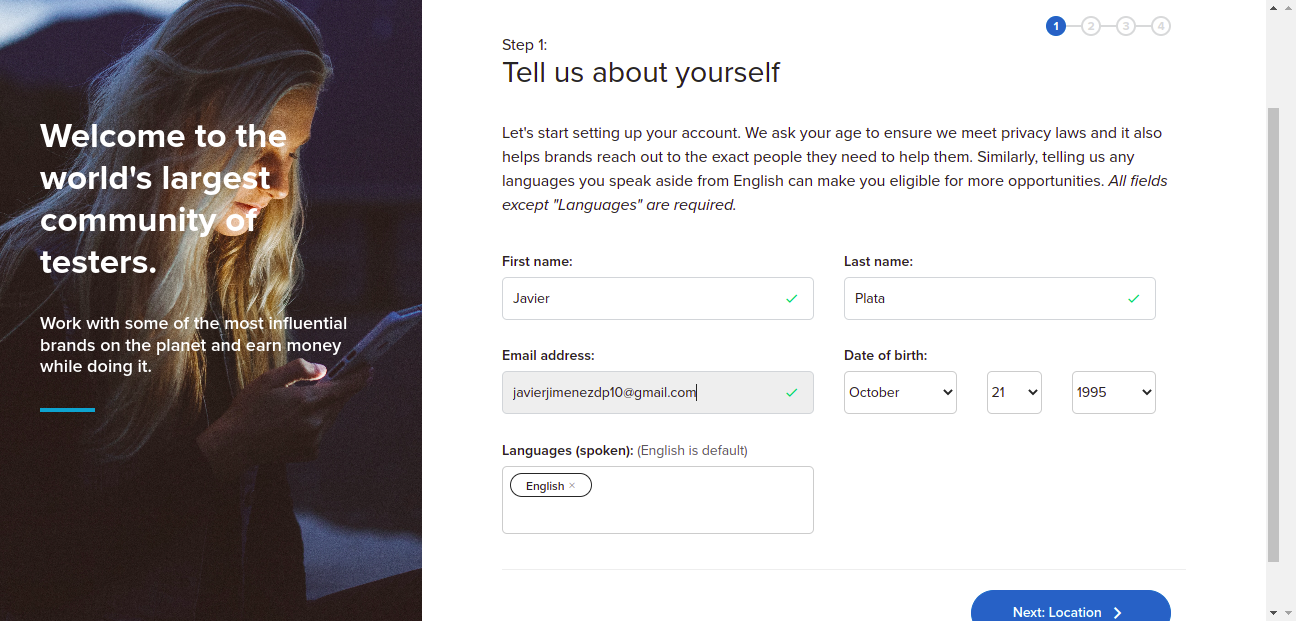 Welcome to the
world's largest
community of
testers.
Work with some of the most influential
brands on the planet and earn money
while doing it.
1 2 3 4
Step 1:
Tell us about yourself
Let's start setting up your account. We ask your age to ensure we meet privacy laws and it also
helps brands reach out to the exact people they need to help them. Similarly, telling us any
languages you speak aside from English can make you eligible for more opportunities. All fields
except "Languages" are required.
First name: Last name:
Javier Plata
Email address: Date of birth:
javierjimenezdp10@gmail.com October 21 1995
Languages (spoken): (English is default)
English ×
Next: Location